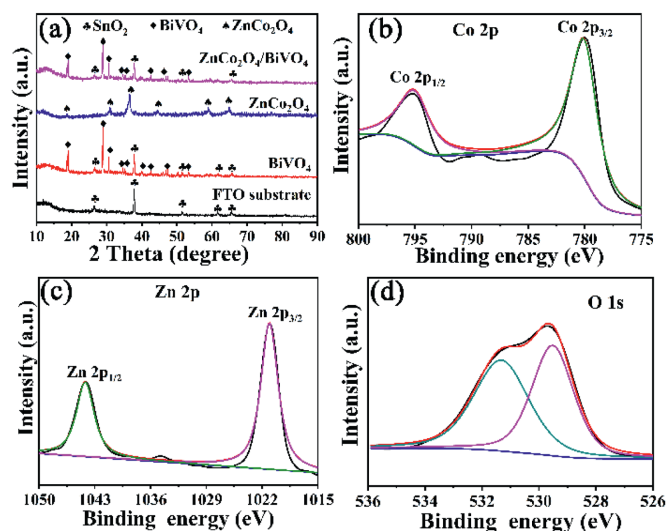 (a)
♣SnO₂ ♦BiVO₄ ♠ZnCo₂O₄
ZnCo₂O₄/BiVO₄
ZnCo₂O₄
BiVO₄
FTO substrate
Intensity (a.u.)
10 20 30 40 50 60 70 80 90
2 Theta (degree)
(b)
Co 2p
Co 2p₃/₂
Co 2p₁/₂
Intensity (a.u.)
800 795 790 785 780 775
Binding energy (eV)
(c)
Zn 2p
Zn 2p₃/₂
Zn 2p₁/₂
Intensity (a.u.)
1050 1043 1036 1029 1022 1015
Binding energy (eV)
(d)
O 1s
Intensity (a.u.)
536 534 532 530 528 526
Binding energy (eV)